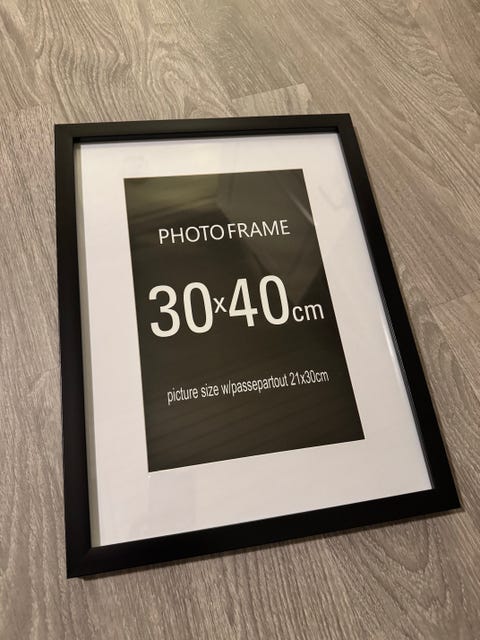 PHOTO FRAME
30x40cm
picture size w/passepartout 21x30cm